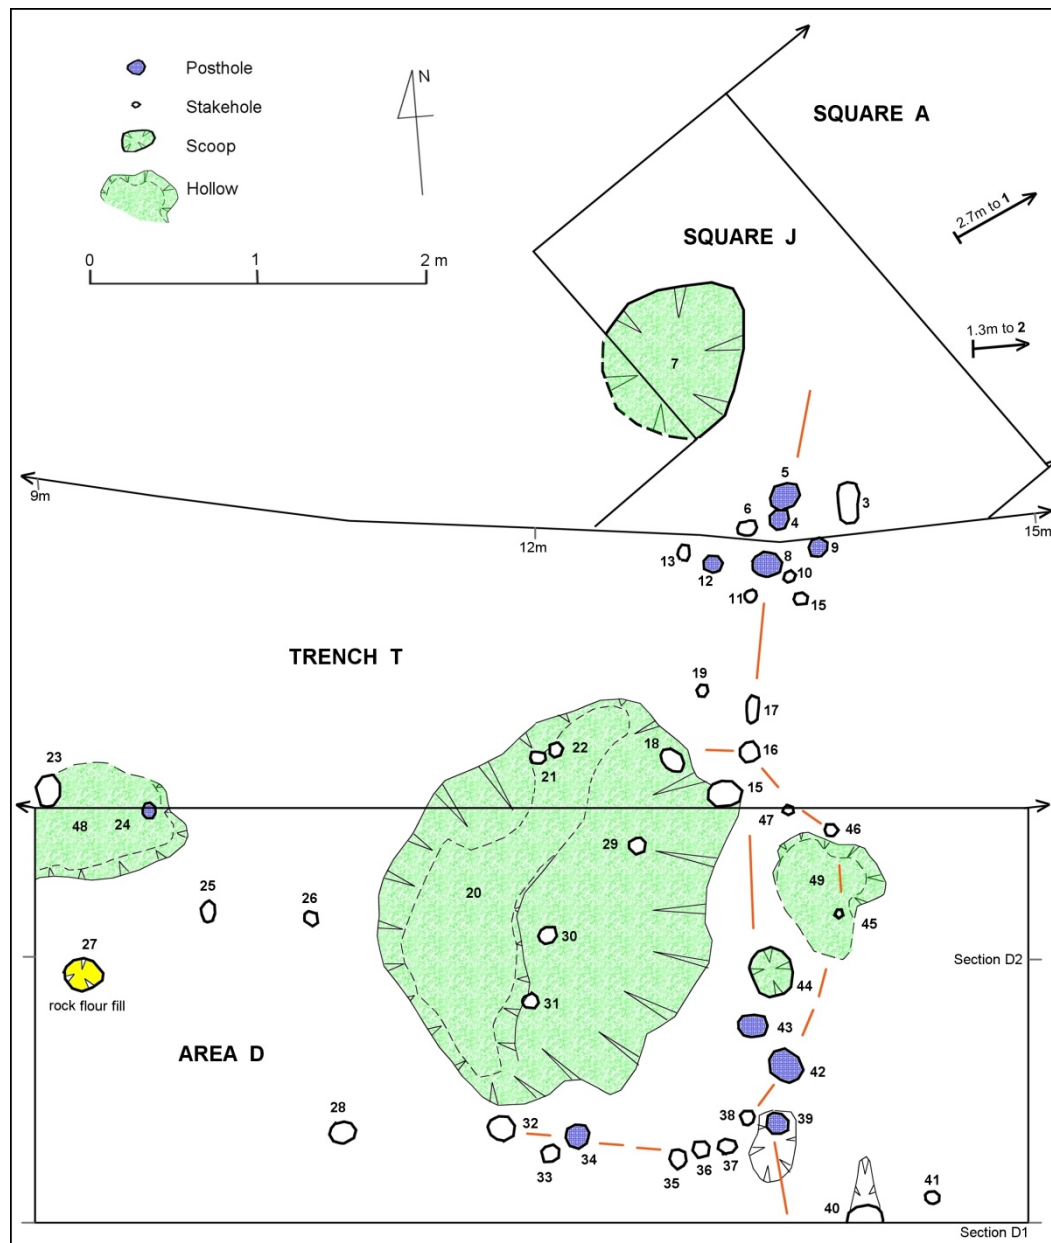 Posthole
Stakehole
Scoop
Hollow
N
0 1 2 m
SQUARE A
2.7m to 1
SQUARE J
1.3m to 2
7
9m
5
3
6
4
12m
15m
13
12
8
9
10
11
15
TRENCH T
19
17
16
18
22
21
23
15
48
24
47
46
29
49
25
26
20
45
30
27
rock flour fill
Section D2
44
31
43
AREA D
42
28
32
38
39
33
34
35
36
37
41
40
Section D1